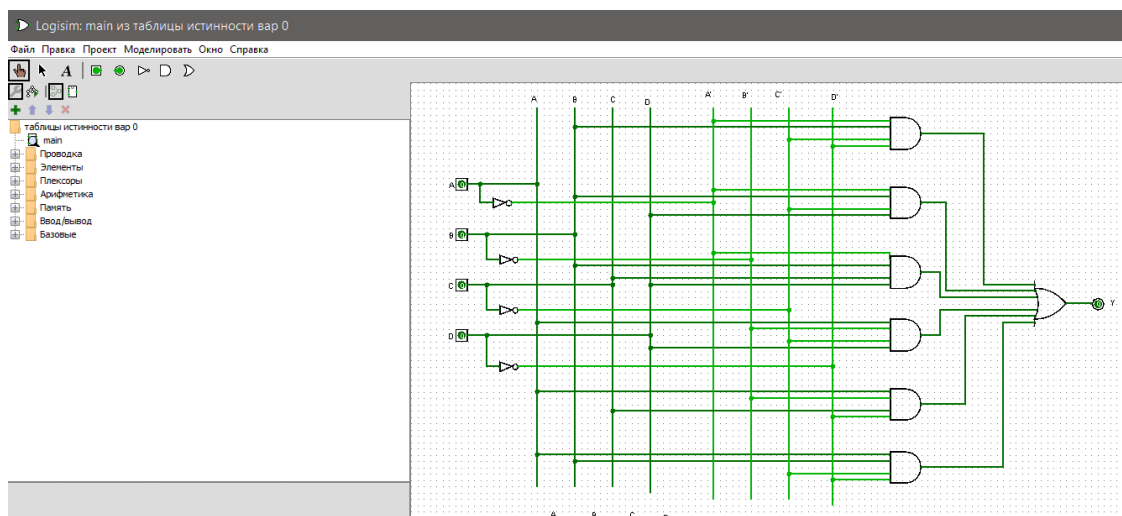 Logisim: main из таблицы истинности вар 0
Файл Правка Проект Моделировать Окно Справка
A
таблицы истинности вар 0
main
Проводка
Элементы
Плексоры
Арифметика
Память
Ввод/вывод
Базовые
A B C D A' B' C' D'
A
B
C
D
Y
A B C